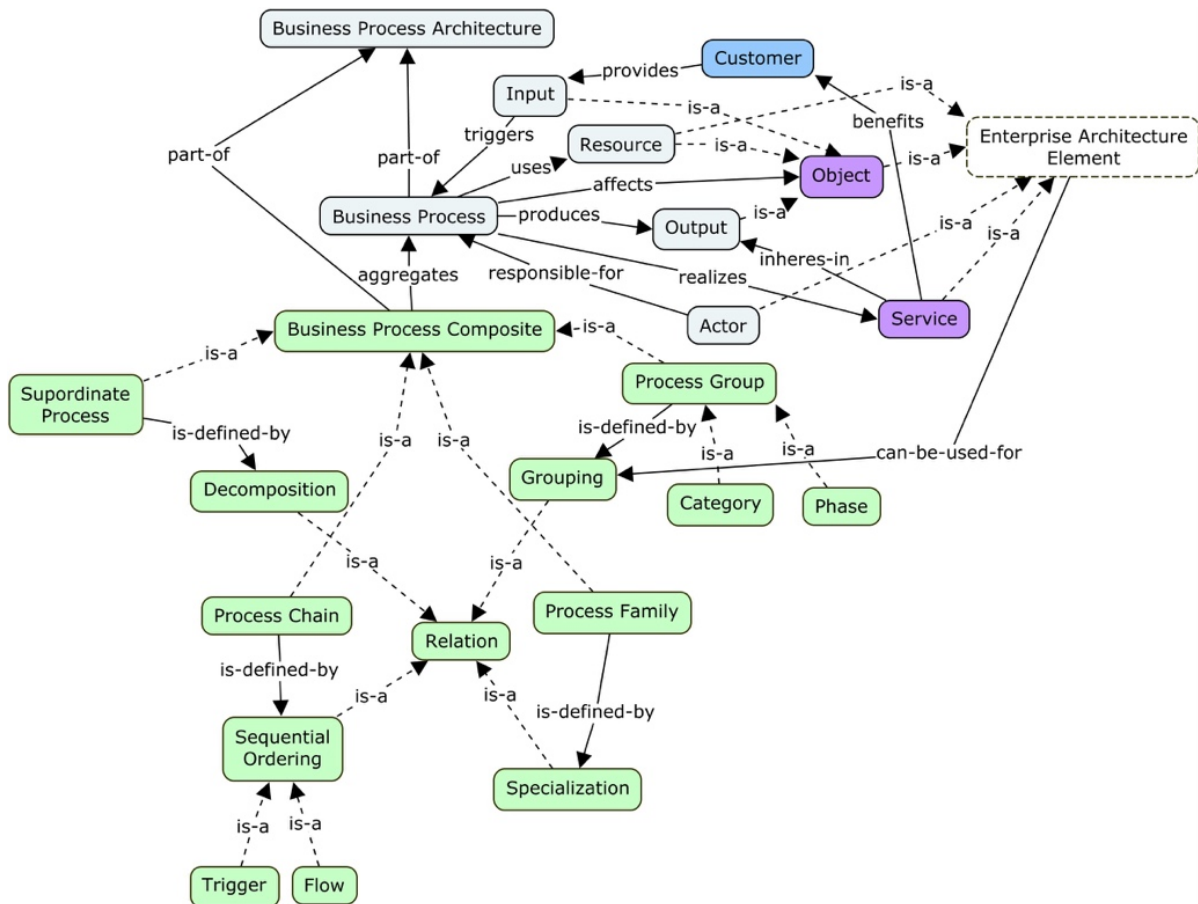 Business Process Architecture
Customer
provides
Input
is-a
is-a
triggers
benefits
Enterprise Architecture
Element
part-of
part-of
Resource
is-a
uses
Object
is-a
affects
Business Process
produces
is-a
Output
is-a
is-a
inheres-in
aggregates
responsible-for
realizes
Business Process Composite
is-a
Actor
Service
is-a
Supordinate
Process
Process Group
is-defined-by
is-defined-by
is-a
is-a
is-a
is-a
can-be-used-for
Decomposition
Grouping
Category
Phase
is-a
is-a
Process Chain
Process Family
Relation
is-defined-by
is-a
is-a
is-defined-by
Sequential
Ordering
Specialization
is-a
is-a
Trigger
Flow